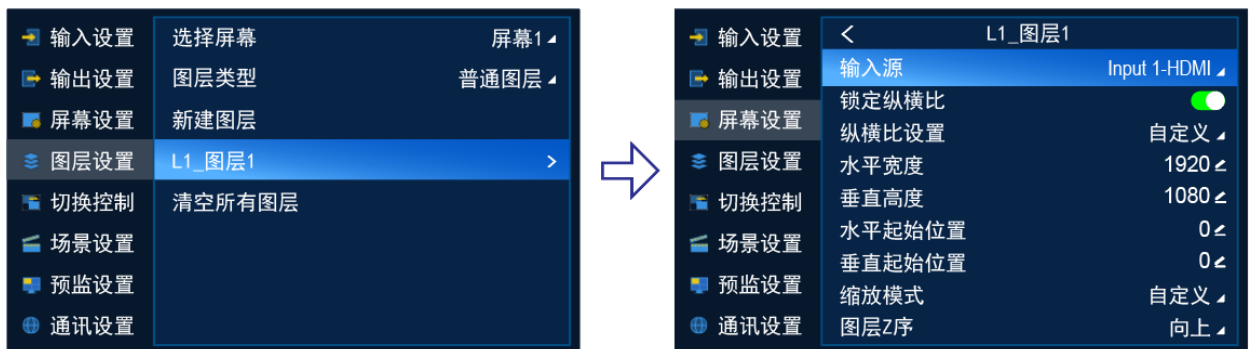 输入设置
输出设置
屏幕设置
图层设置
切换控制
场景设置
预监设置
通讯设置
选择屏幕 屏幕1
图层类型 普通图层
新建图层
L1_图层1 >
清空所有图层
输入设置
输出设置
屏幕设置
图层设置
切换控制
场景设置
预监设置
通讯设置
< L1_图层1
输入源 Input 1-HDMI
锁定纵横比
纵横比设置 自定义
水平宽度 1920
垂直高度 1080
水平起始位置 0
垂直起始位置 0
缩放模式 自定义
图层Z序 向上